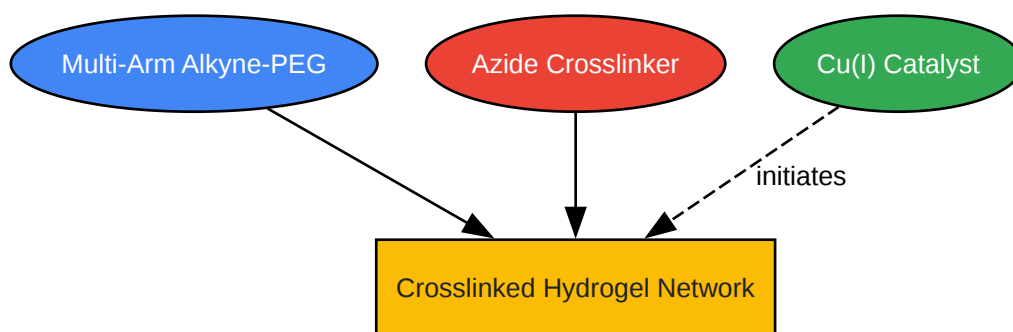 Multi-Arm Alkyne-PEG
Azide Crosslinker
Cu(I) Catalyst
initiates
Crosslinked Hydrogel Network